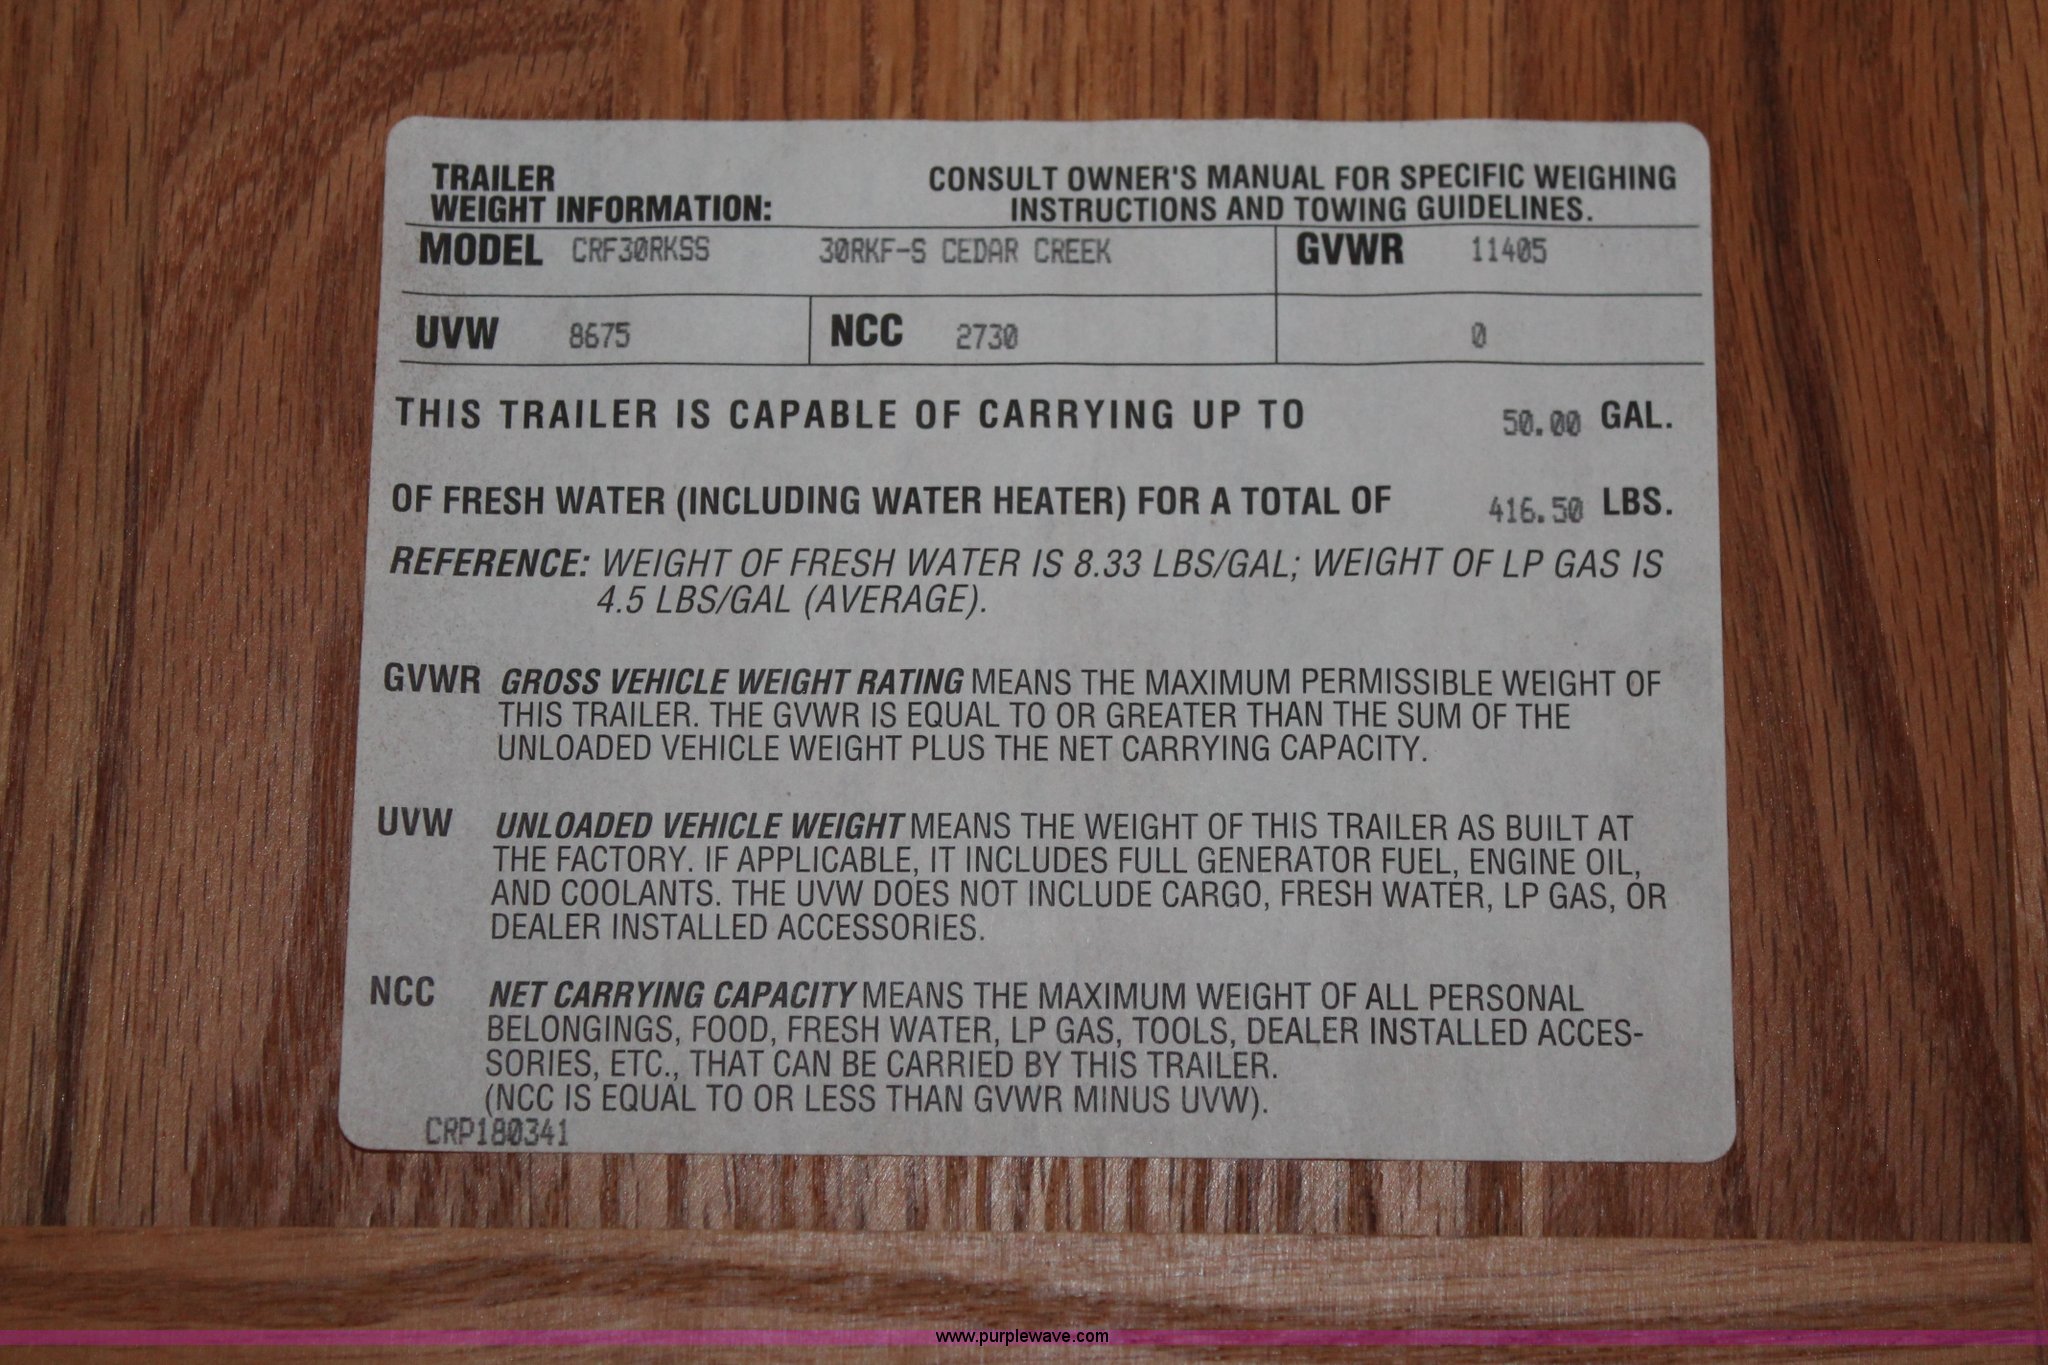 TRAILER
WEIGHT INFORMATION:
CONSULT OWNER'S MANUAL FOR SPECIFIC WEIGHING
INSTRUCTIONS AND TOWING GUIDELINES.
MODEL CRF30RKSS 30RKF-S CEDAR CREEK GVWR 11405
UVW 8675 NCC 2730 0
THIS TRAILER IS CAPABLE OF CARRYING UP TO 50.00 GAL.
OF FRESH WATER (INCLUDING WATER HEATER) FOR A TOTAL OF 416.50 LBS.
REFERENCE: WEIGHT OF FRESH WATER IS 8.33 LBS/GAL; WEIGHT OF LP GAS IS
4.5 LBS/GAL (AVERAGE).
GVWR GROSS VEHICLE WEIGHT RATING MEANS THE MAXIMUM PERMISSIBLE WEIGHT OF
THIS TRAILER. THE GVWR IS EQUAL TO OR GREATER THAN THE SUM OF THE
UNLOADED VEHICLE WEIGHT PLUS THE NET CARRYING CAPACITY.
UVW UNLOADED VEHICLE WEIGHT MEANS THE WEIGHT OF THIS TRAILER AS BUILT AT
THE FACTORY. IF APPLICABLE, IT INCLUDES FULL GENERATOR FUEL, ENGINE OIL,
AND COOLANTS. THE UVW DOES NOT INCLUDE CARGO, FRESH WATER, LP GAS, OR
DEALER INSTALLED ACCESSORIES.
NCC NET CARRYING CAPACITY MEANS THE MAXIMUM WEIGHT OF ALL PERSONAL
BELONGINGS, FOOD, FRESH WATER, LP GAS, TOOLS, DEALER INSTALLED ACCES-
SORIES, ETC., THAT CAN BE CARRIED BY THIS TRAILER.
(NCC IS EQUAL TO OR LESS THAN GVWR MINUS UVW).
CRP180341
www.purplewave.com